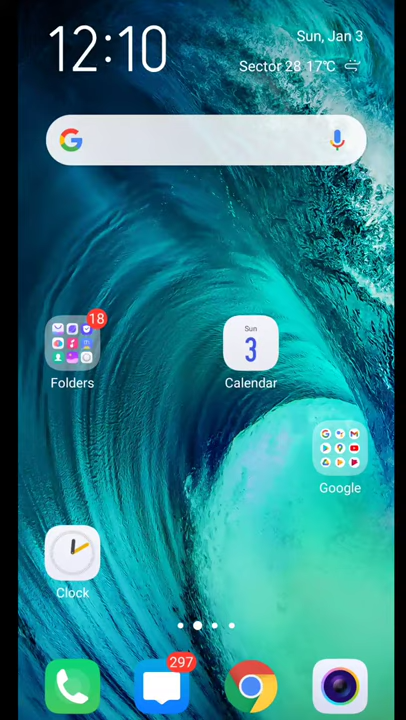 12:10
Sun, Jan 3
Sector 28 17°C
18
Sun
3
Folders
Calendar
Google
Clock
297